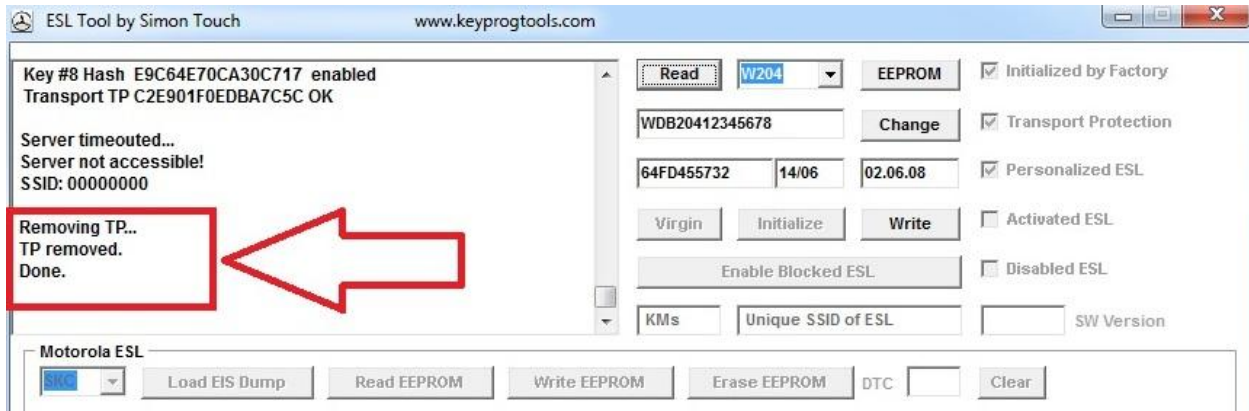 ESL Tool by Simon Touch www.keyprogtools.com
Key #8 Hash E9C64E70CA30C717 enabled
Transport TP C2E901F0EDBA7C5C OK
Server timeouted...
Server not accessible!
SSID: 00000000
Removing TP...
TP removed.
Done.
Read W204 EEPROM Initialized by Factory
WDB20412345678 Change Transport Protection
64FD455732 14/06 02.06.08 Personalized ESL
Virgin Initialize Write Activated ESL
Enable Blocked ESL Disabled ESL
KMs Unique SSID of ESL SW Version
Motorola ESL
SKC Load EIS Dump Read EEPROM Write EEPROM Erase EEPROM DTC Clear